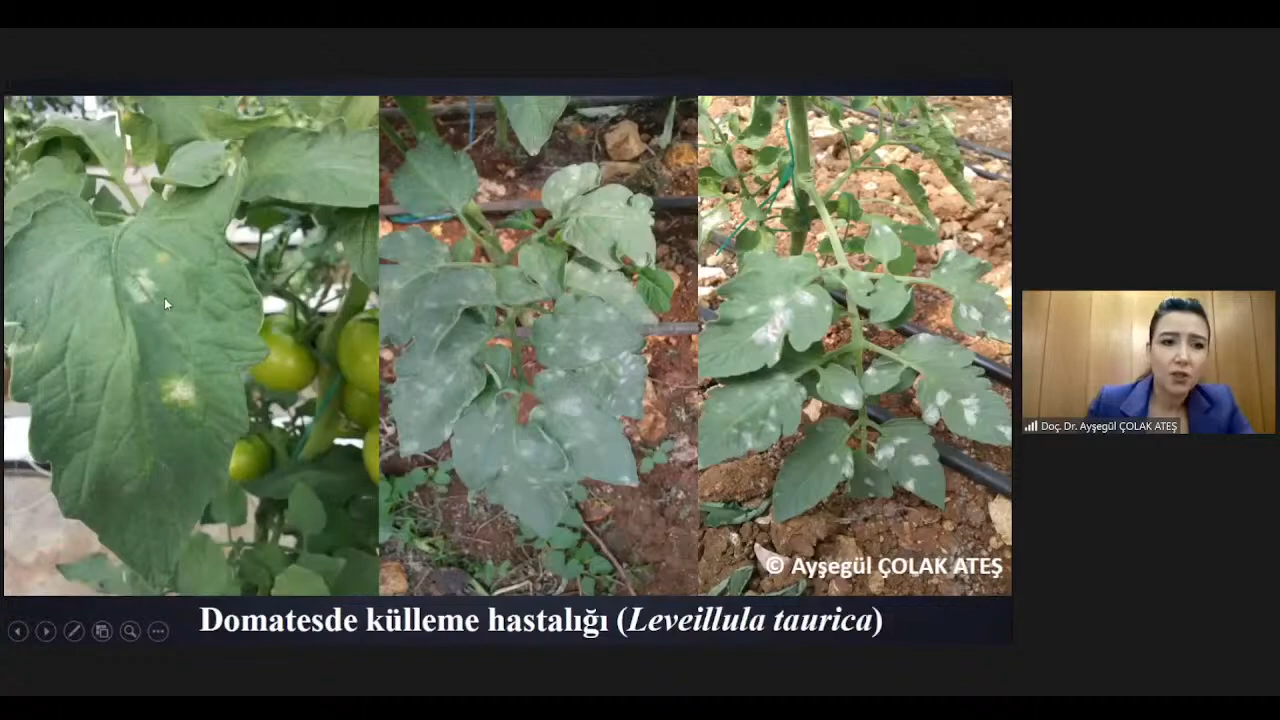 © Ayşegül ÇOLAK ATEŞ
Domatesde külleme hastalığı (Leveillula taurica)
Doç. Dr. Ayşegül ÇOLAK ATEŞ